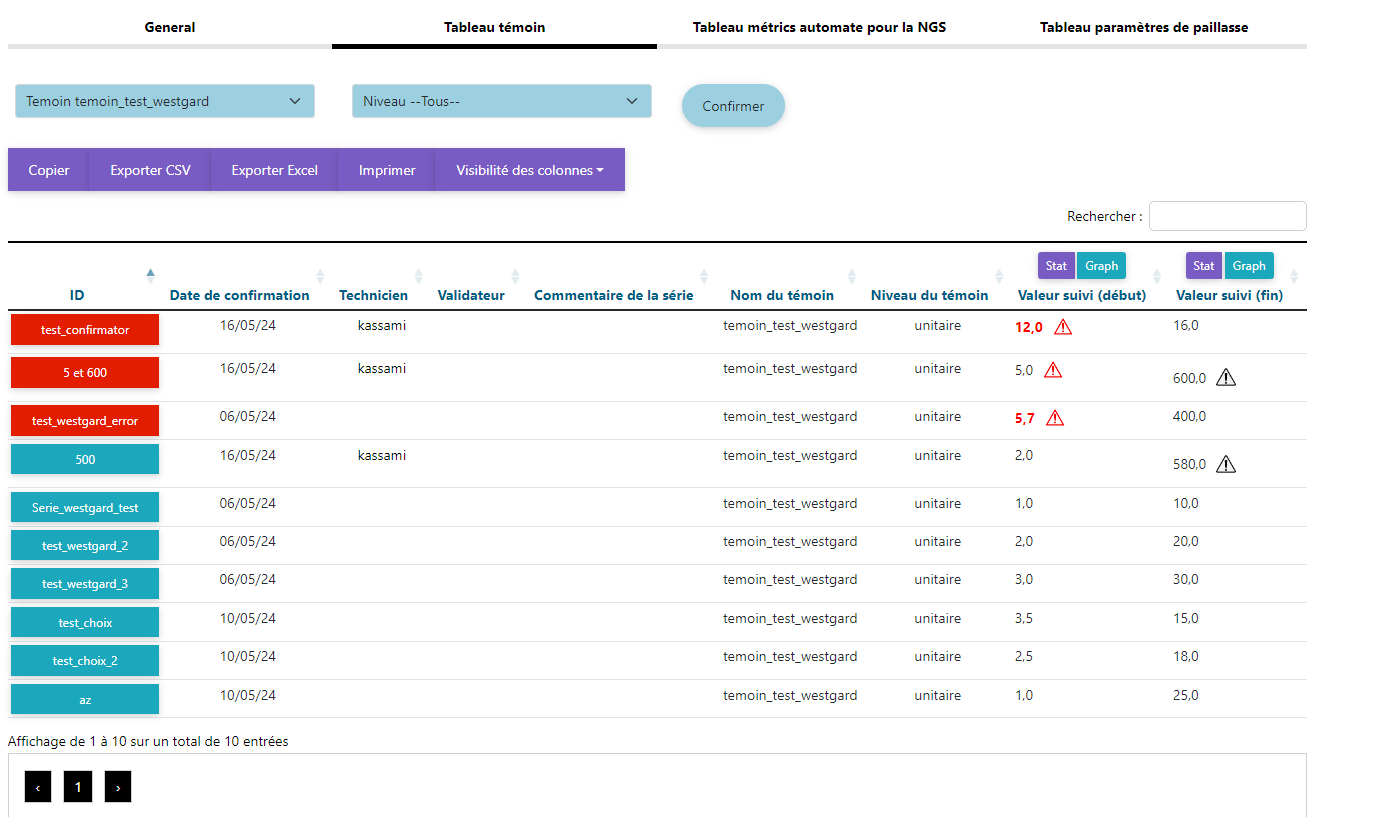 General Tableau témoin Tableau métrics automate pour la NGS Tableau paramètres de paillasse
Temoin temoin_test_westgard Niveau --Tous-- Confirmer
Copier Exporter CSV Exporter Excel Imprimer Visibilité des colonnes
Rechercher :
Stat Graph Stat Graph
ID Date de confirmation Technicien Validateur Commentaire de la série Nom du témoin Niveau du témoin Valeur suivi (début) Valeur suivi (fin)
test_confirmator 16/05/24 kassami temoin_test_westgard unitaire 12,0 16,0
5 et 600 16/05/24 kassami temoin_test_westgard unitaire 5,0 600,0
test_westgard_error 06/05/24 temoin_test_westgard unitaire 5,7 400,0
500 16/05/24 kassami temoin_test_westgard unitaire 2,0 580,0
Serie_westgard_test 06/05/24 temoin_test_westgard unitaire 1,0 10,0
test_westgard_2 06/05/24 temoin_test_westgard unitaire 2,0 20,0
test_westgard_3 06/05/24 temoin_test_westgard unitaire 3,0 30,0
test_choix 10/05/24 temoin_test_westgard unitaire 3,5 15,0
test_choix_2 10/05/24 temoin_test_westgard unitaire 2,5 18,0
az 10/05/24 temoin_test_westgard unitaire 1,0 25,0
Affichage de 1 à 10 sur un total de 10 entrées
‹ 1 ›